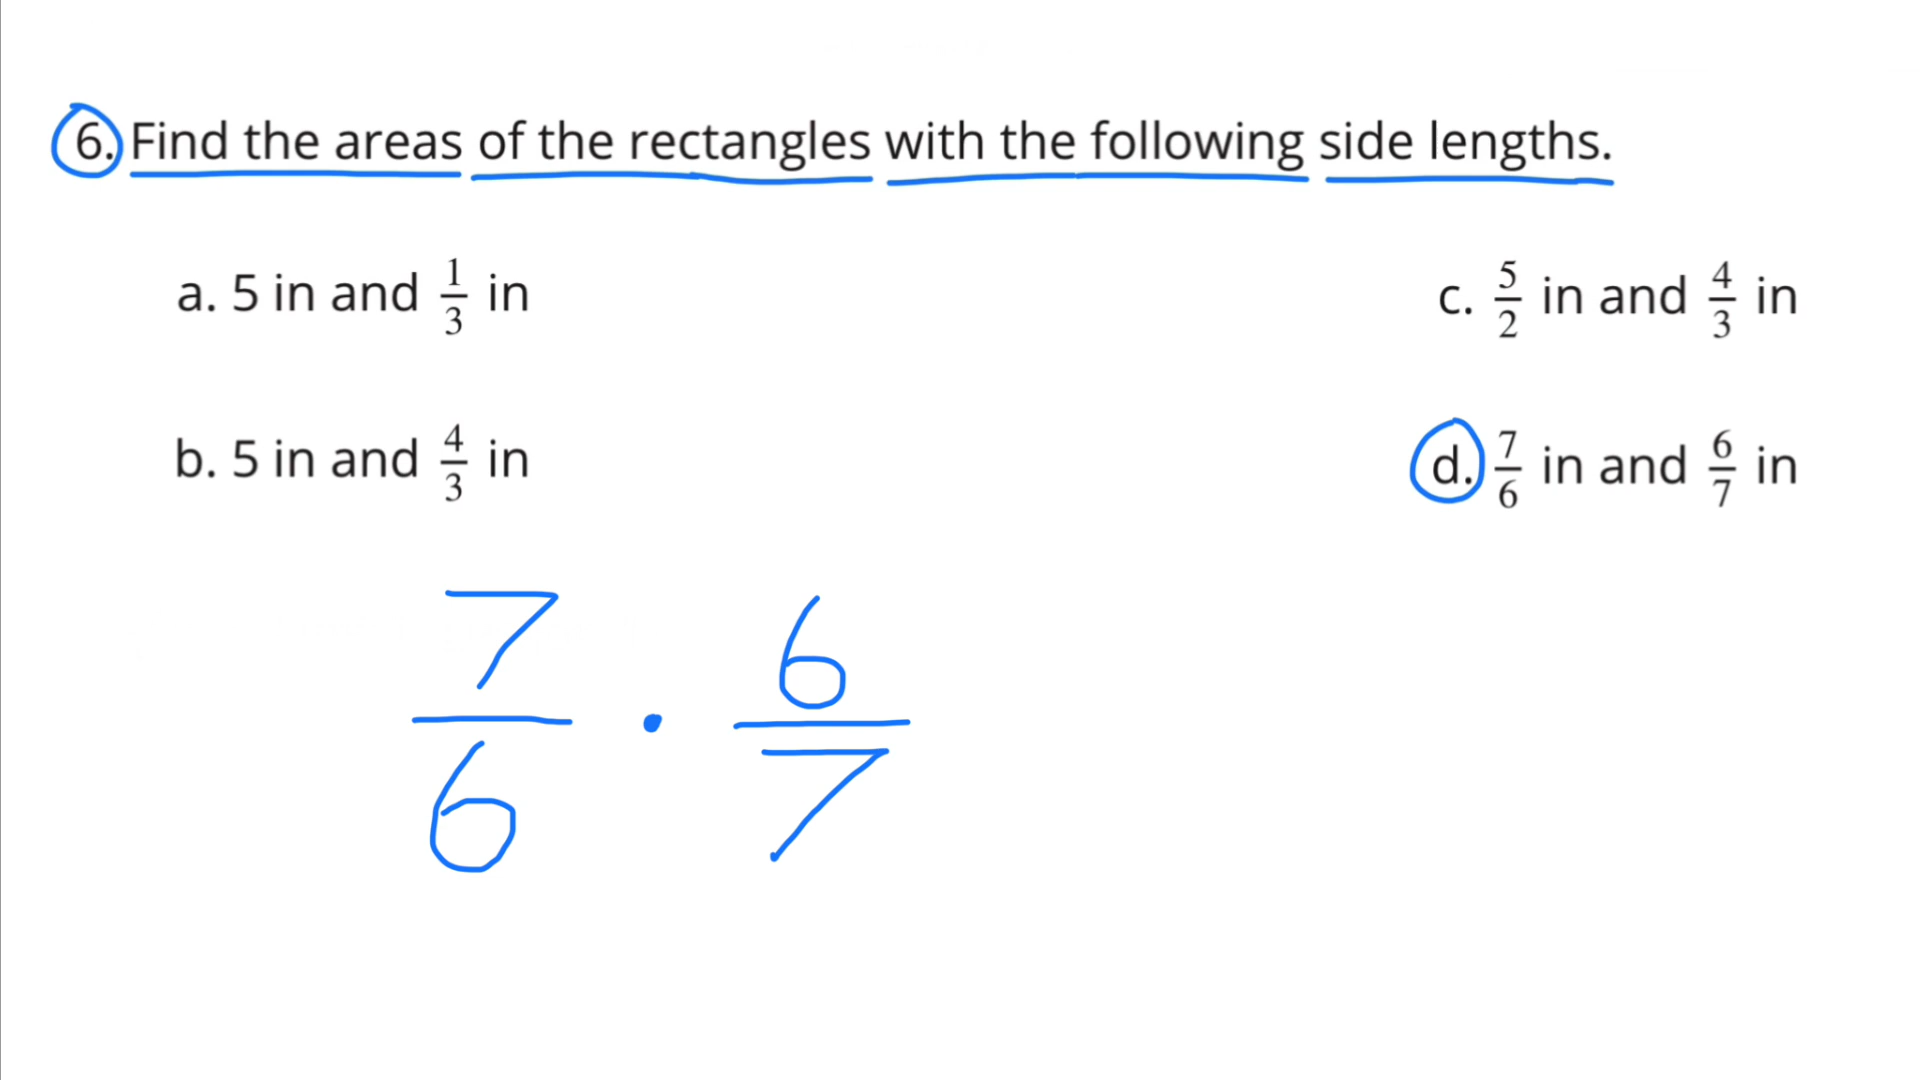 6. Find the areas of the rectangles with the following side lengths.
a. 5 in and 1/3 in
c. 5/2 in and 4/3 in
b. 5 in and 4/3 in
d. 7/6 in and 6/7 in
7/6 · 6/7